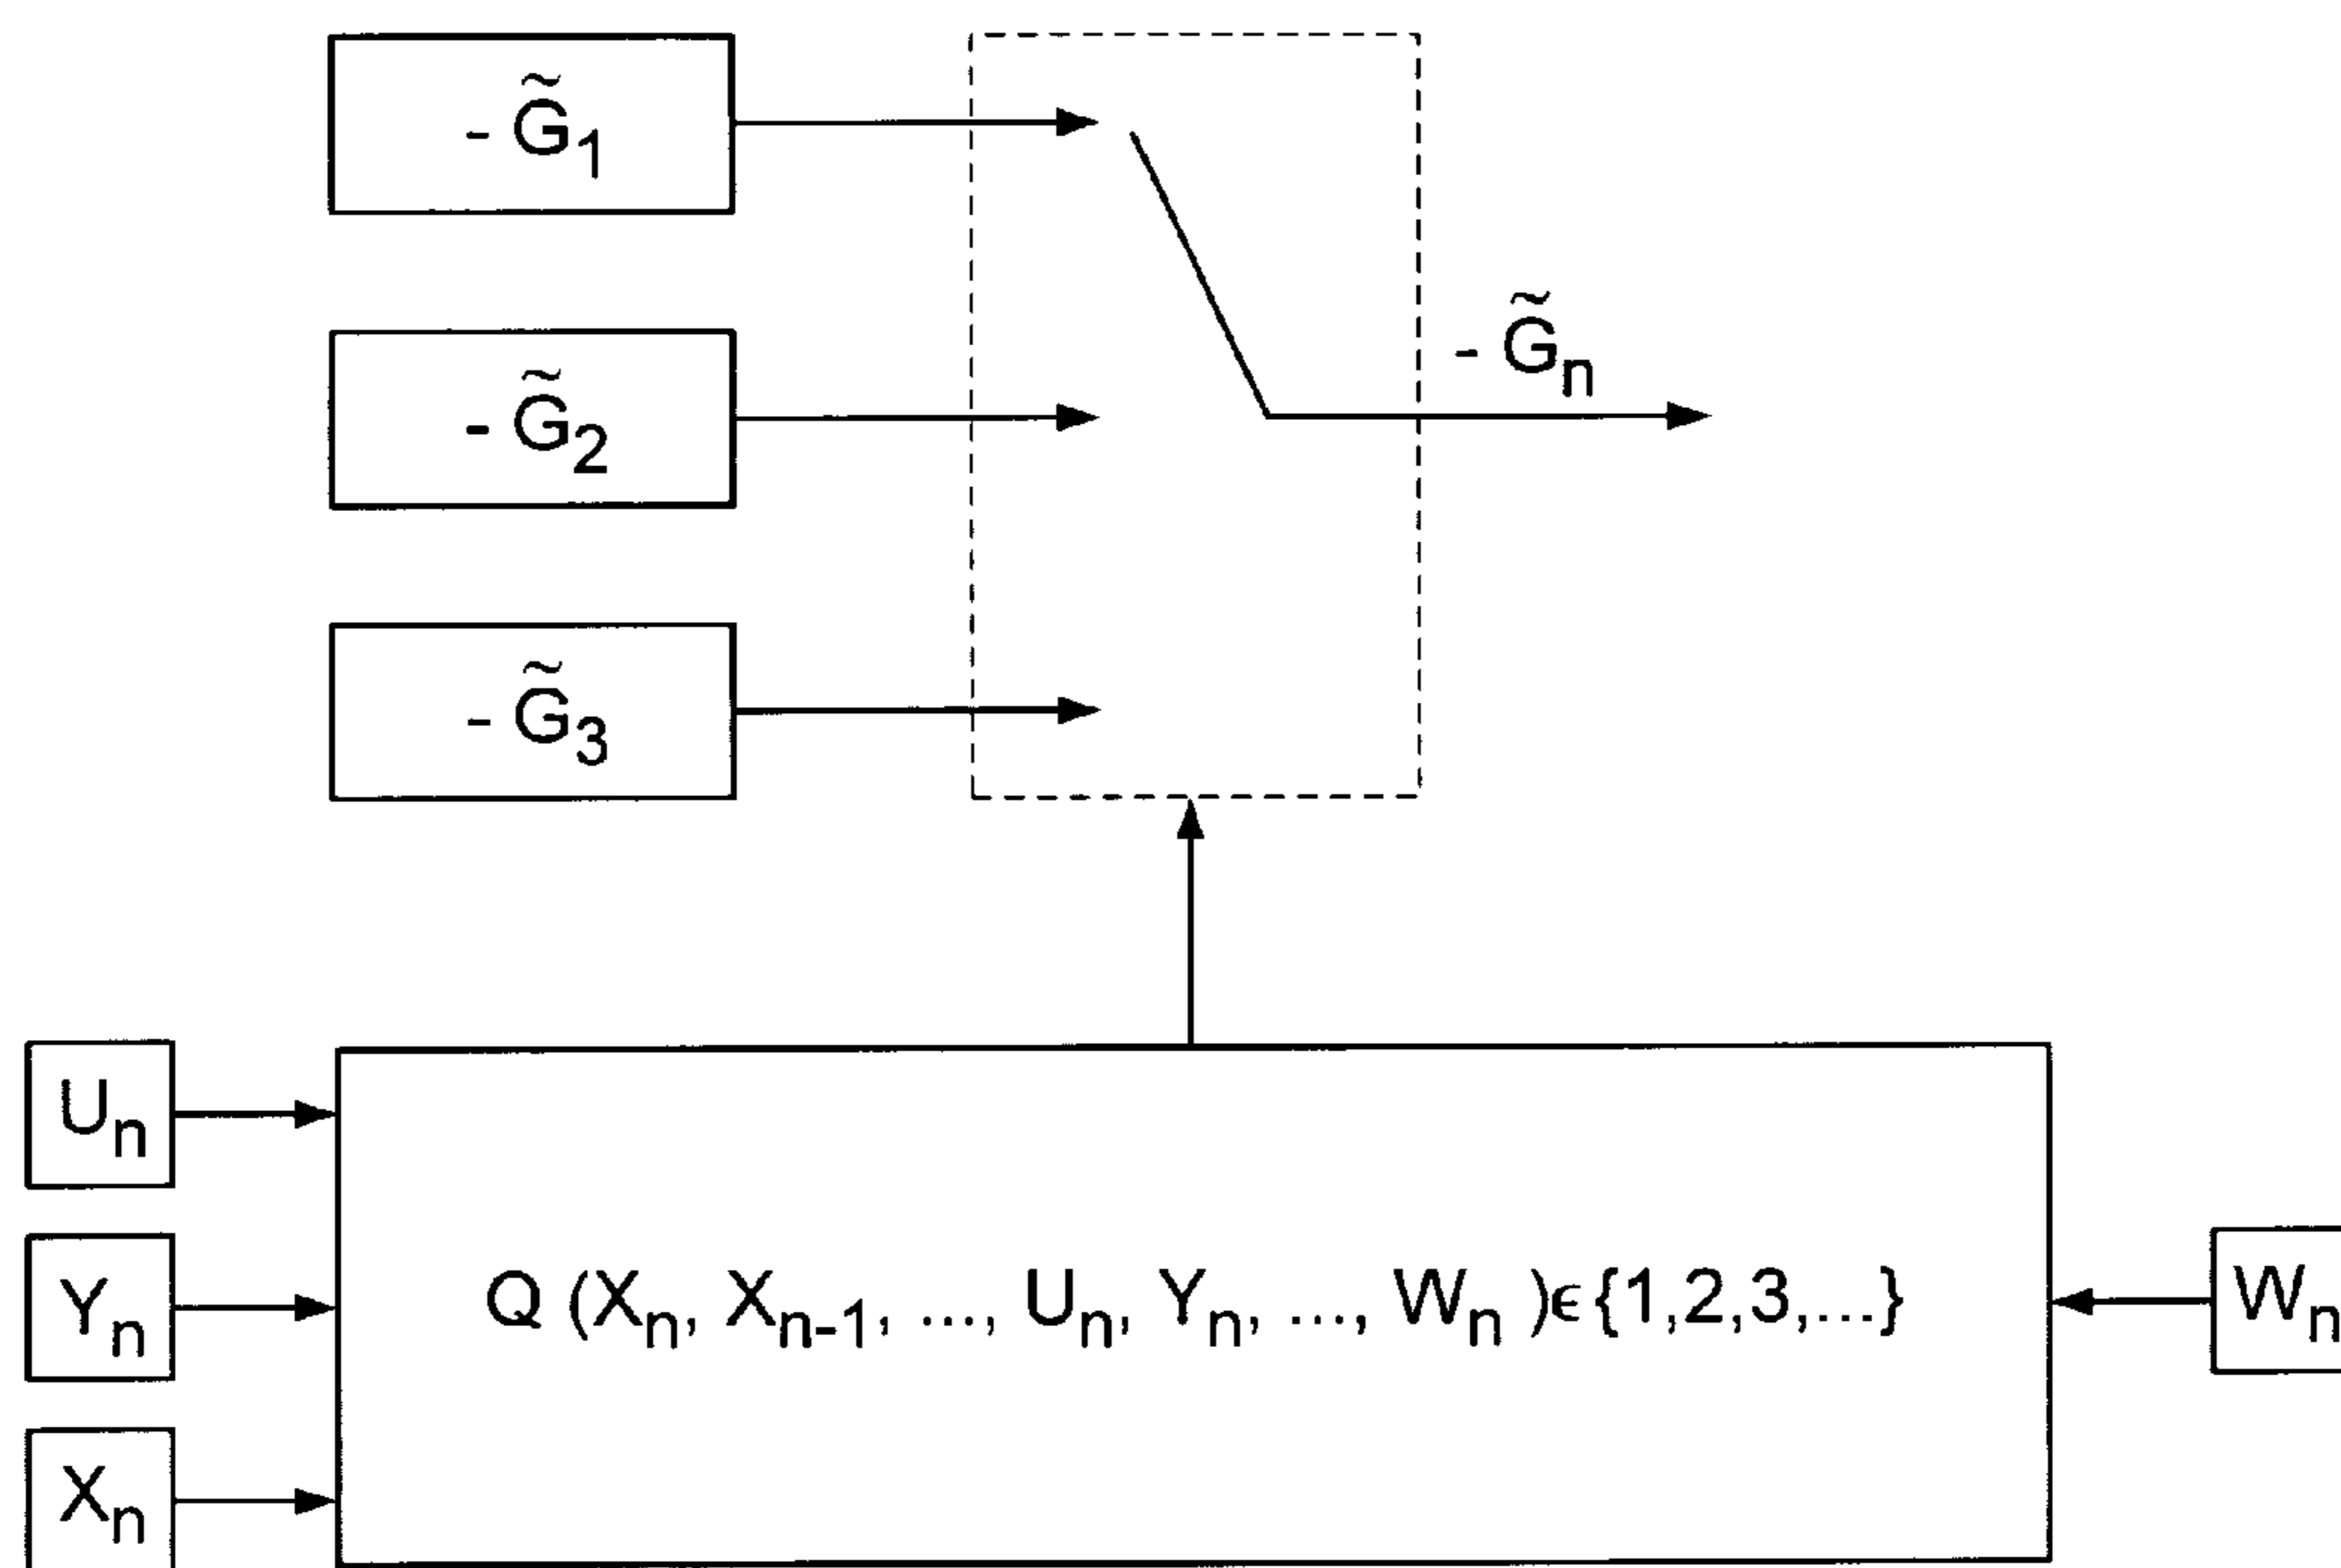 - G̃1
- G̃n
- G̃2
- G̃3
Un
Yn
Q (Xn, Xn-1, ..., Un, Yn, ..., Wn )ϵ {1,2,3,...}
Wn
Xn